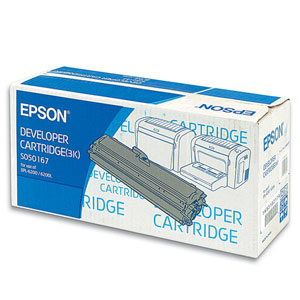 EPSON
DEVELOPER
CARTRIDGE(3K)
S050167
for use of
EPL-6200 / 6200L
CARTRIDGE
EPSON
DEVELOPER
CARTRIDGE